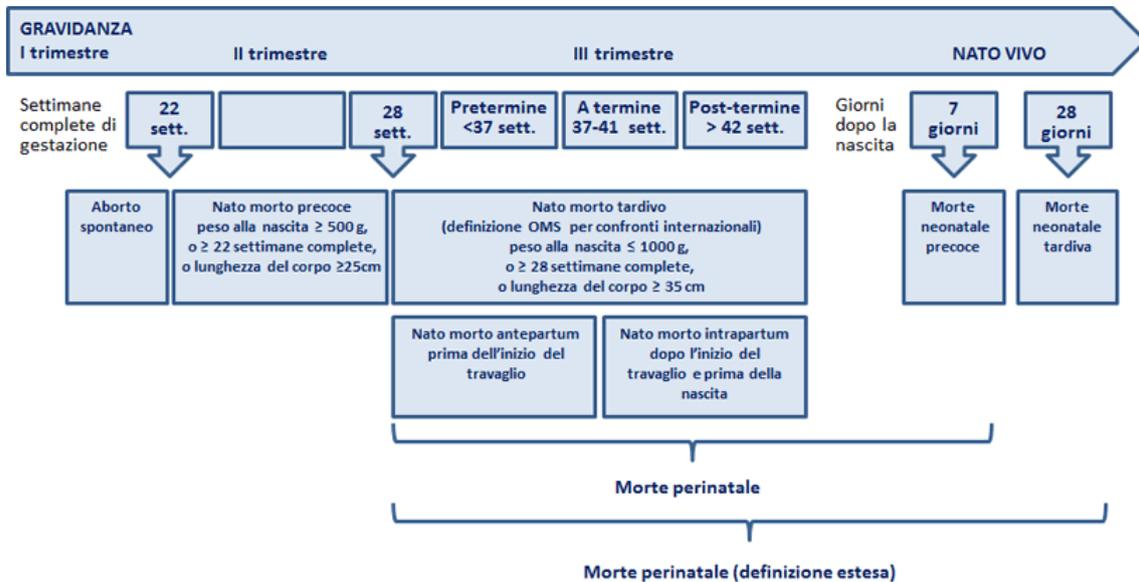 GRAVIDANZA
I trimestre
II trimestre
III trimestre
NATO VIVO
Settimane
complete di
gestazione
22
sett.
28
sett.
Pretermine
<37 sett.
A termine
37-41 sett.
Post-termine
> 42 sett.
Giorni
dopo la
nascita
7
giorni
28
giorni
Aborto
spontaneo
Nato morto precoce
peso alla nascita ≥ 500 g,
o ≥ 22 settimane complete,
o lunghezza del corpo ≥25cm
Nato morto tardivo
(definizione OMS per confronti internazionali)
peso alla nascita ≤ 1000 g,
o ≥ 28 settimane complete,
o lunghezza del corpo ≥ 35 cm
Morte
neonatale
precoce
Morte
neonatale
tardiva
Nato morto antepartum
prima dell'inizio del
travaglio
Nato morto intrapartum
dopo l'inizio del
travaglio e prima della
nascita
Morte perinatale
Morte perinatale (definizione estesa)